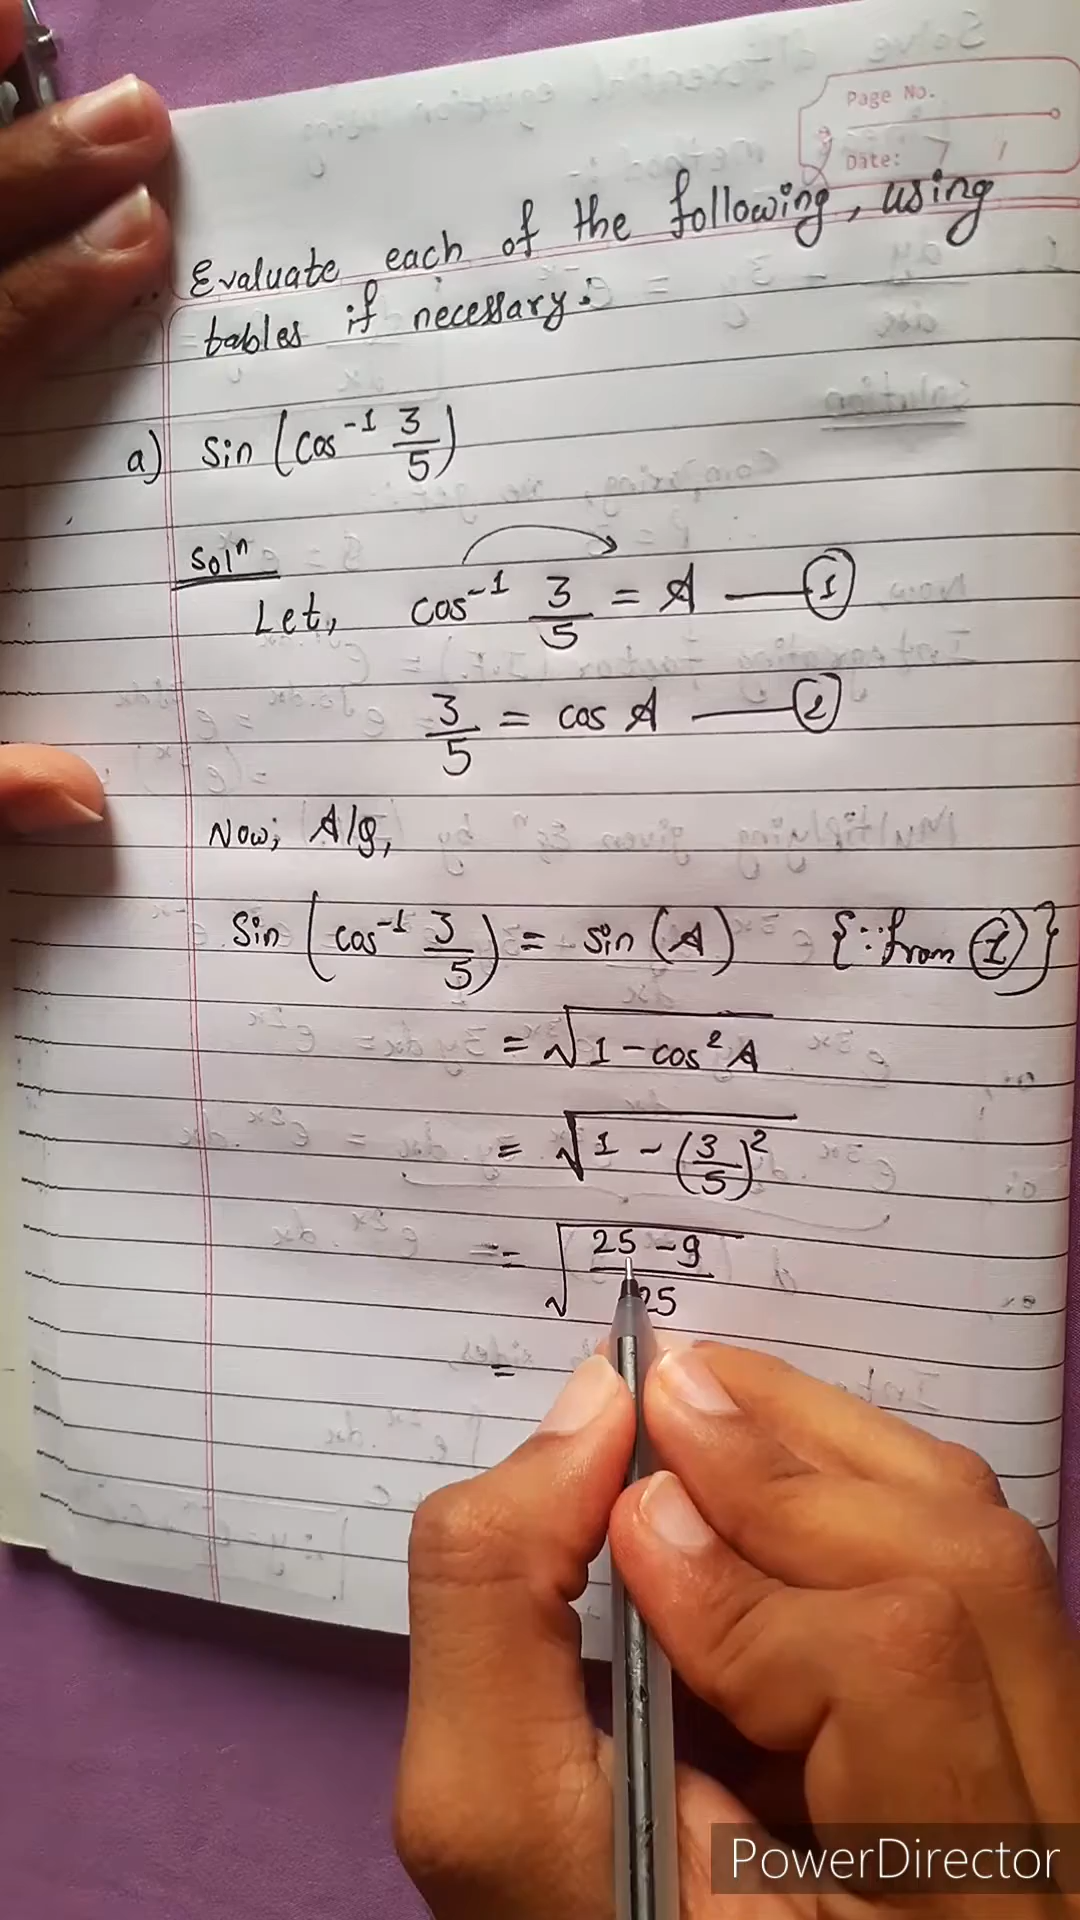 Page No.
Date: / /
Evaluate each of the following, using
tables if necessary:
a) sin (cos⁻¹ 3/5)
Solⁿ
Let, cos⁻¹ 3/5 = A — ①
3/5 = cos A — ②
Now; A/g,
Sin (cos⁻¹ 3/5) = sin (A) {∵ from ①}
= √(1 - cos² A)
= √(1 - (3/5)²)
= √((25 - 9)/25)
=
PowerDirector